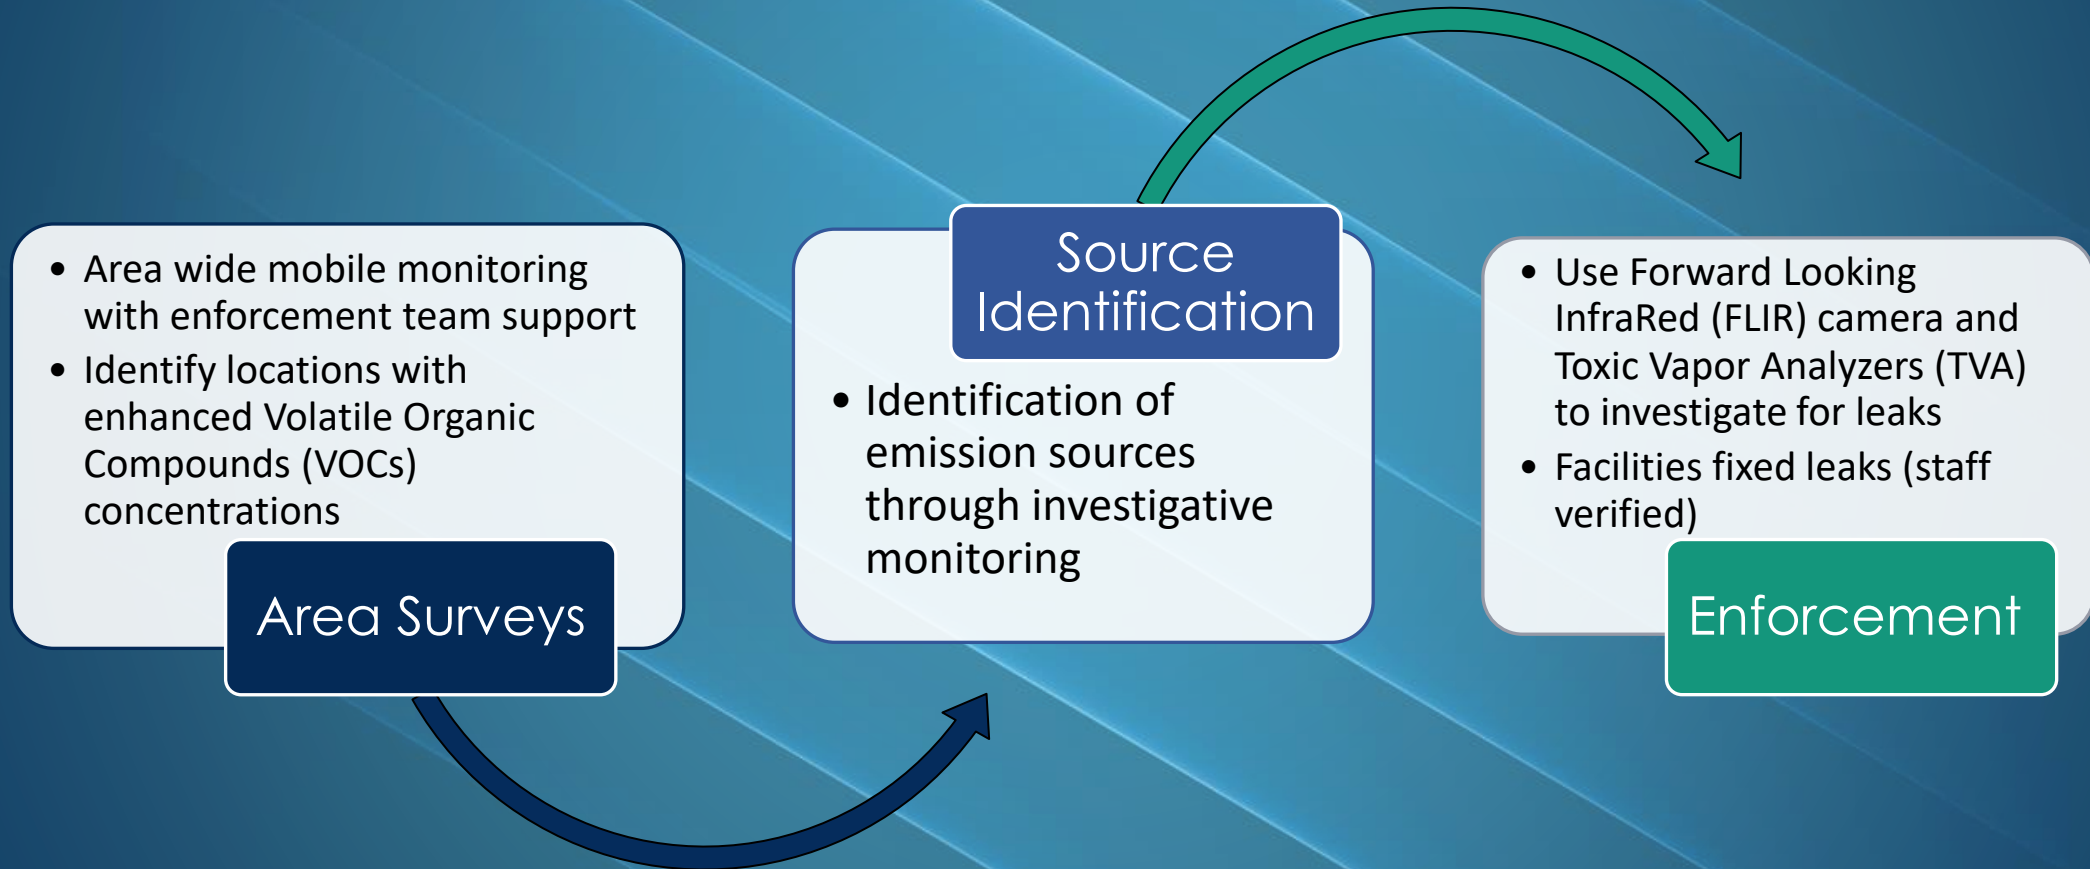 • Area wide mobile monitoring
with enforcement team support
• Identify locations with
enhanced Volatile Organic
Compounds (VOCs)
concentrations
Area Surveys
Source
Identification
• Identification of
emission sources
through investigative
monitoring
• Use Forward Looking
InfraRed (FLIR) camera and
Toxic Vapor Analyzers (TVA)
to investigate for leaks
• Facilities fixed leaks (staff
verified)
Enforcement